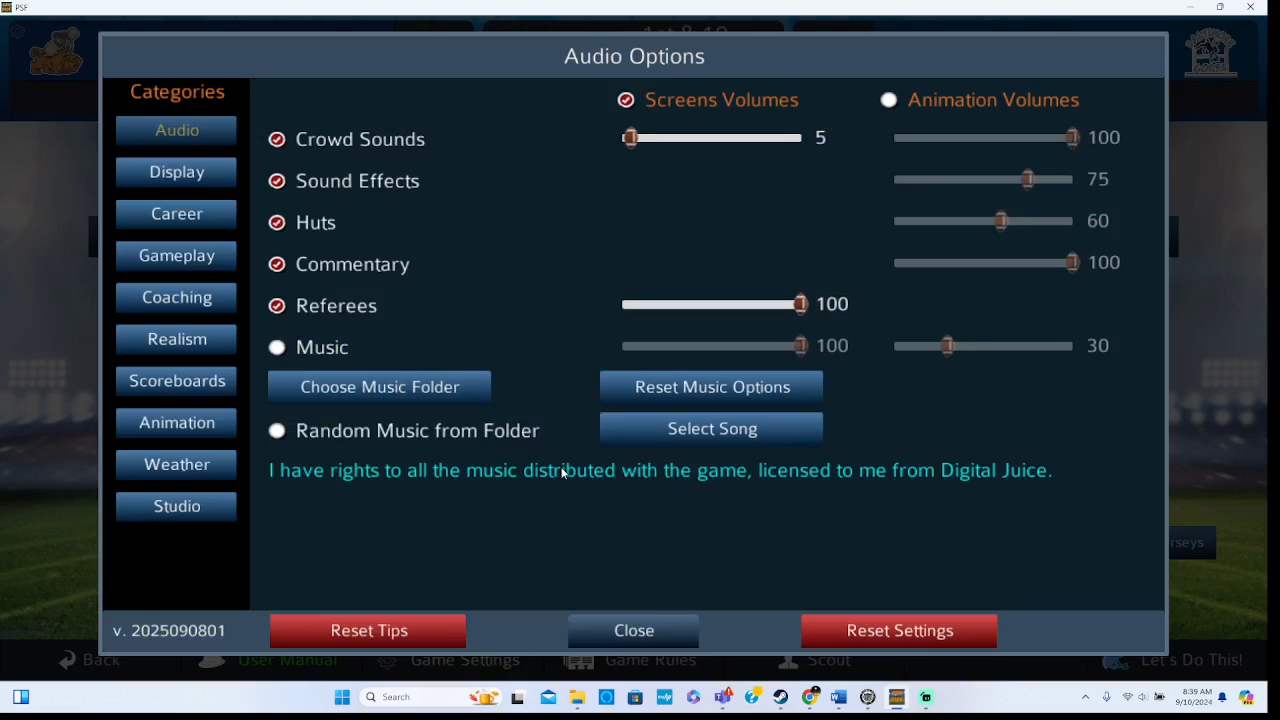 PSF
Audio Options
Categories
Screens Volumes
Animation Volumes
Audio
Crowd Sounds 5 100
Display
Sound Effects 75
Career
Huts 60
Gameplay
Commentary 100
Coaching
Referees 100
Realism
Music 100 30
Scoreboards
Choose Music Folder
Reset Music Options
Animation
Random Music from Folder
Select Song
Weather
I have rights to all the music distributed with the game, licensed to me from Digital Juice.
Studio
v. 2025090801
Reset Tips
Close
Reset Settings
Back
User Manual
Game Settings
Game Rules
Scout
Let's Do This!
Search
8:39 AM
9/10/2024